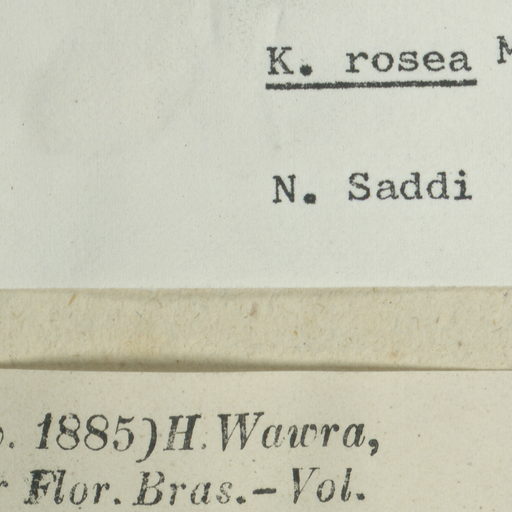 K. rosea M
N. Saddi
. 1885) H. Wawra,
Flor. Bras.- Vol.